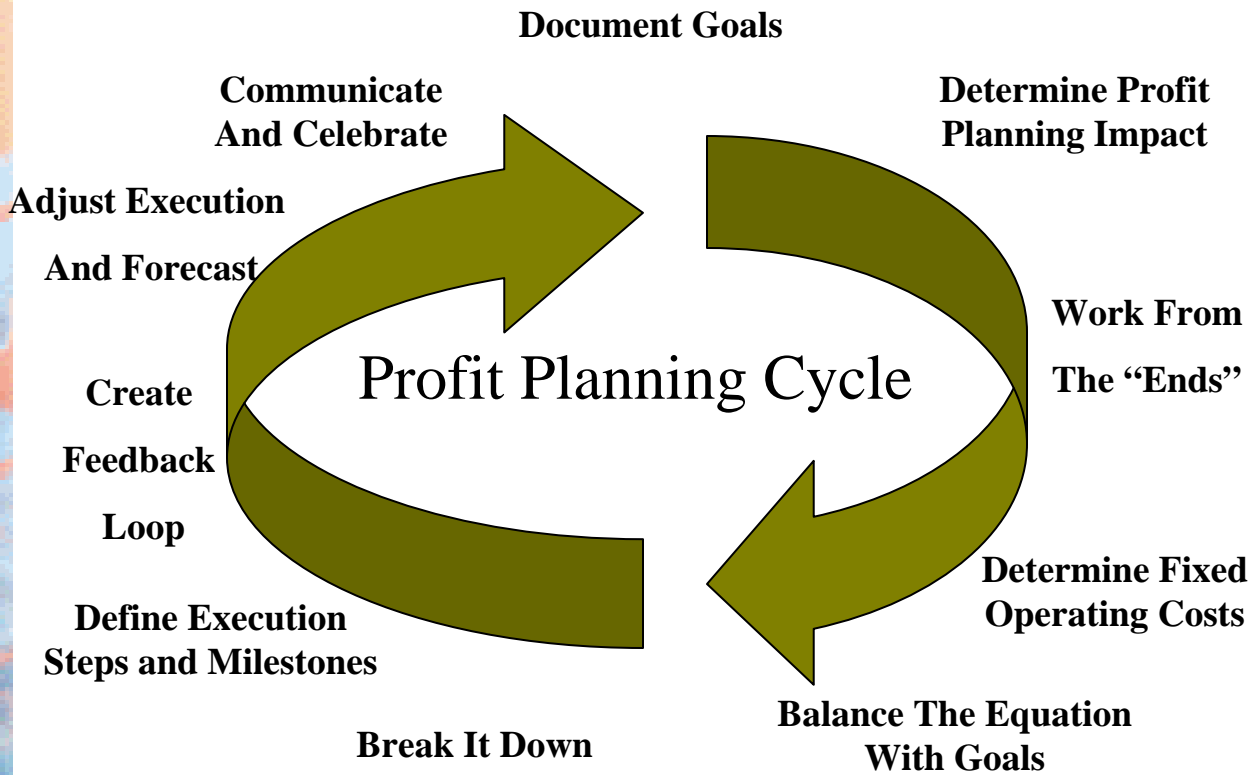 Document Goals
Communicate
And Celebrate
Determine Profit
Planning Impact
Adjust Execution
And Forecast
Work From
The “Ends”
Profit Planning Cycle
Create
Feedback
Loop
Determine Fixed
Operating Costs
Define Execution
Steps and Milestones
Balance The Equation
With Goals
Break It Down